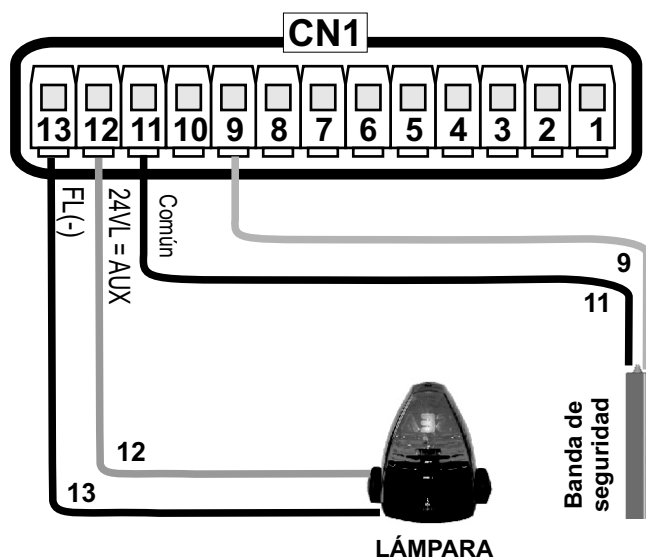 CN1
13 12 11 10 9 8 7 6 5 4 3 2 1
FL(-)
24VL = AUX
Común
9
11
12
13
Banda de
seguridad
LÁMPARA